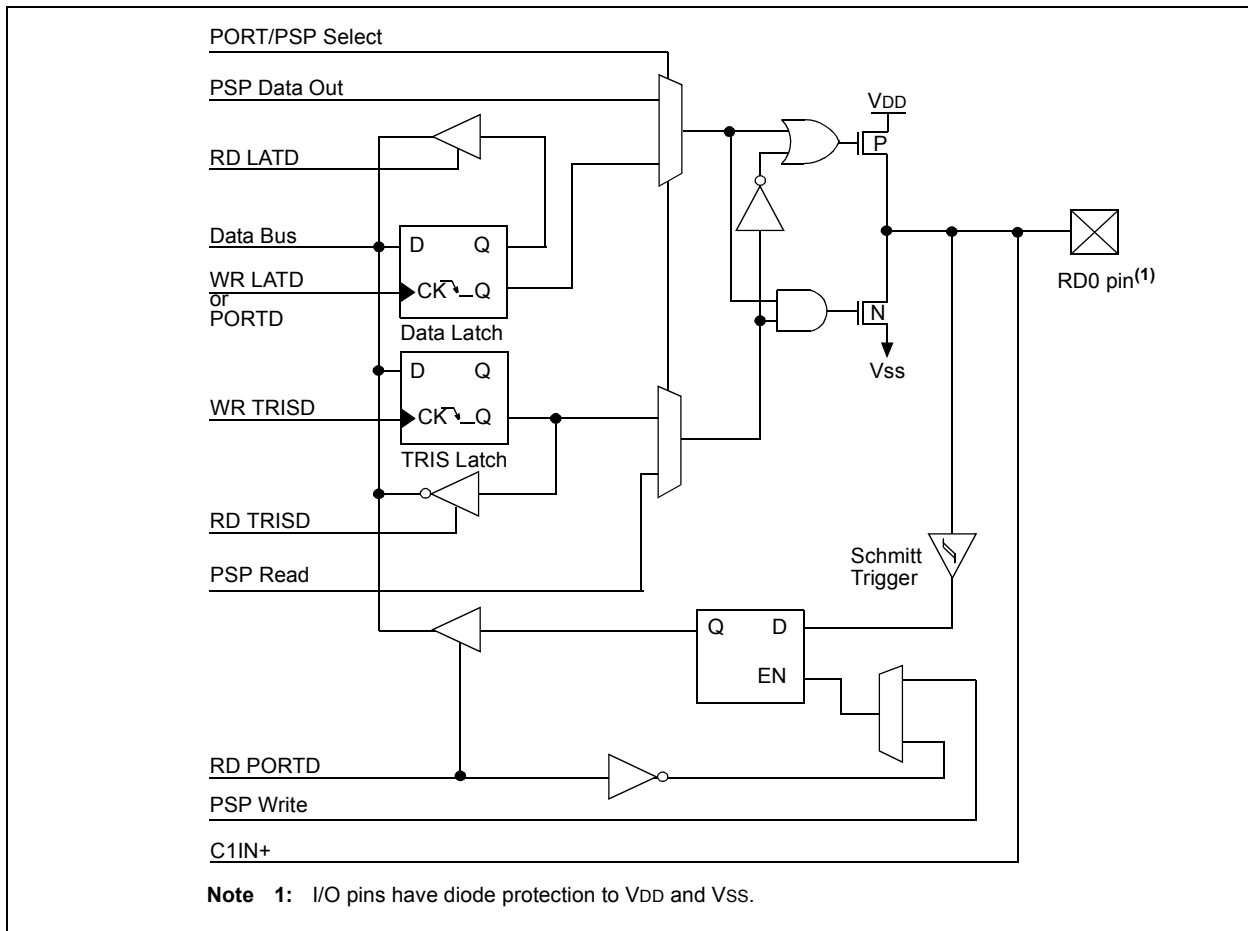 PORT/PSP Select
PSP Data Out
VDD
RD LATD
P
Data Bus
D Q
WR LATD
or
PORTD
CK Q
Data Latch
RD0 pin(1)
N
Vss
D Q
WR TRISD
CK Q
TRIS Latch
RD TRISD
Schmitt
Trigger
PSP Read
Q D
EN
RD PORTD
PSP Write
C1IN+
Note 1: I/O pins have diode protection to VDD and VSS.